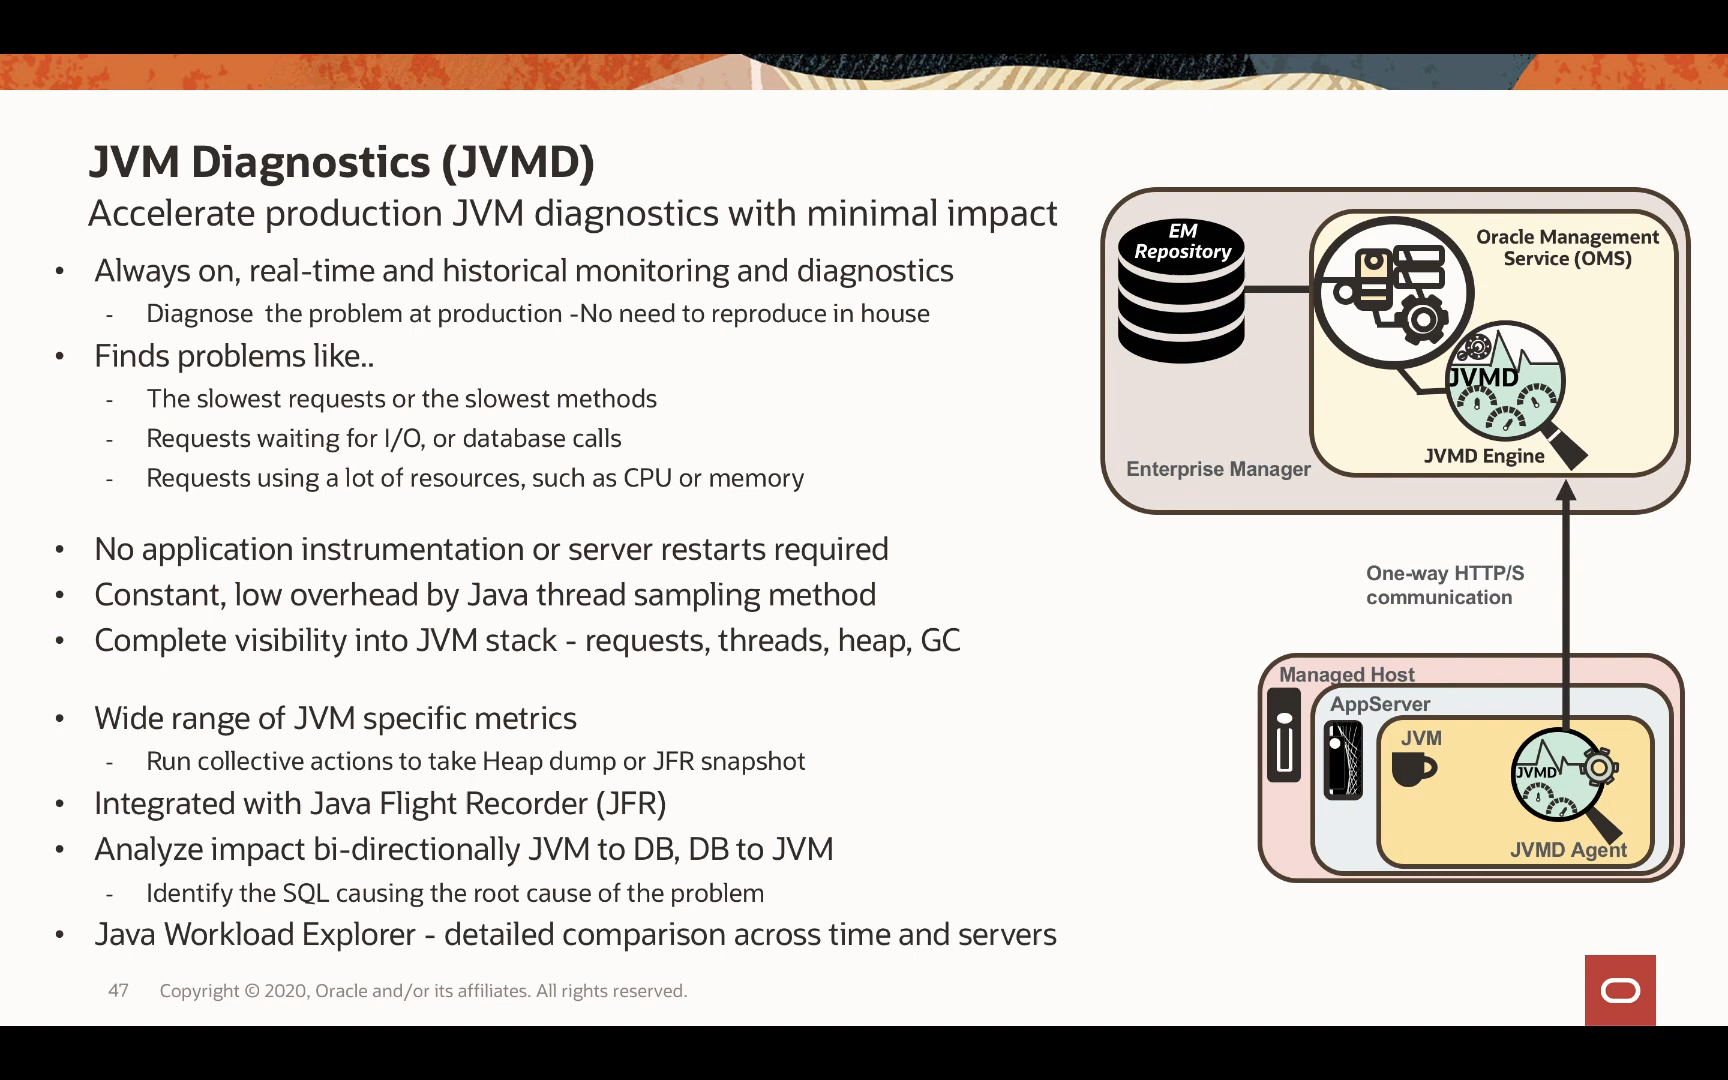 JVM Diagnostics (JVMD)
Accelerate production JVM diagnostics with minimal impact
• Always on, real-time and historical monitoring and diagnostics
- Diagnose  the problem at production -No need to reproduce in house
• Finds problems like..
- The slowest requests or the slowest methods
- Requests waiting for I/O, or database calls
- Requests using a lot of resources, such as CPU or memory
• No application instrumentation or server restarts required
• Constant, low overhead by Java thread sampling method
• Complete visibility into JVM stack - requests, threads, heap, GC
• Wide range of JVM specific metrics
- Run collective actions to take Heap dump or JFR snapshot
• Integrated with Java Flight Recorder (JFR)
• Analyze impact bi-directionally JVM to DB, DB to JVM
- Identify the SQL causing the root cause of the problem
• Java Workload Explorer - detailed comparison across time and servers
EM
Repository
Oracle Management
Service (OMS)
JVMD
JVMD Engine
Enterprise Manager
One-way HTTP/S
communication
Managed Host
AppServer
JVM
JVMD
JVMD Agent
47 Copyright © 2020, Oracle and/or its affiliates. All rights reserved.